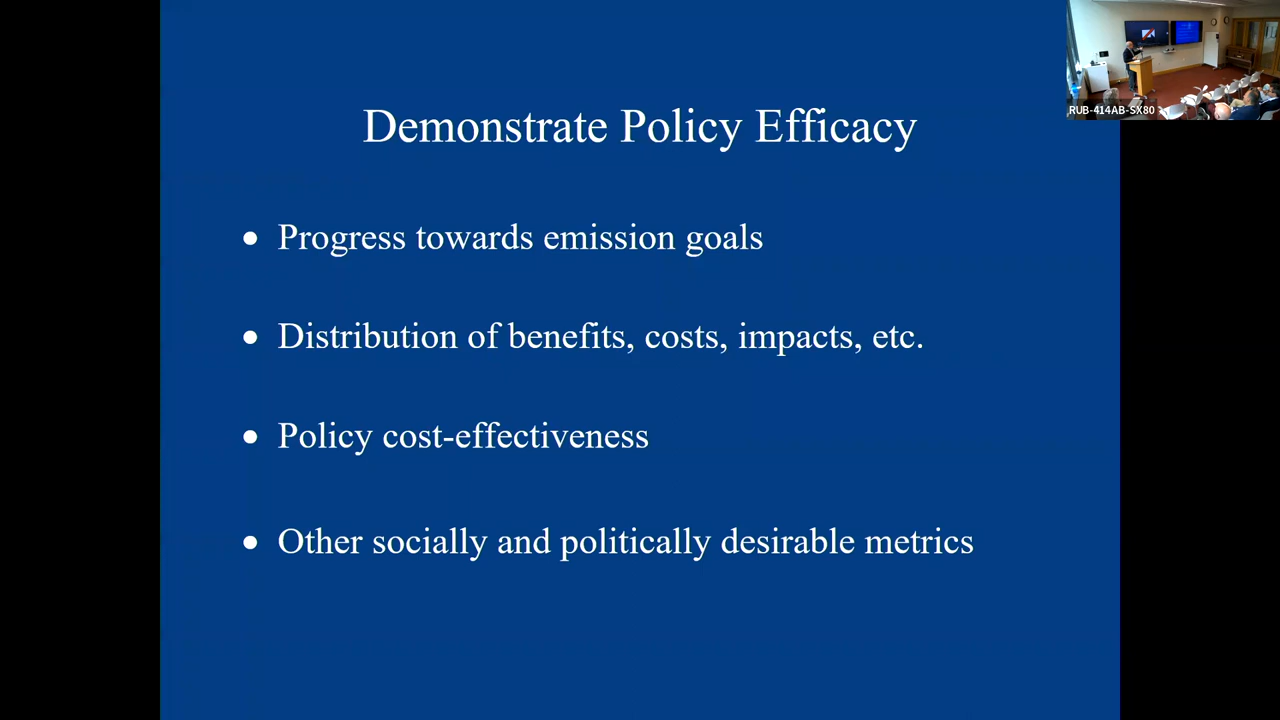 Demonstrate Policy Efficacy
RUB-414AB-SX80
• Progress towards emission goals
• Distribution of benefits, costs, impacts, etc.
• Policy cost-effectiveness
• Other socially and politically desirable metrics